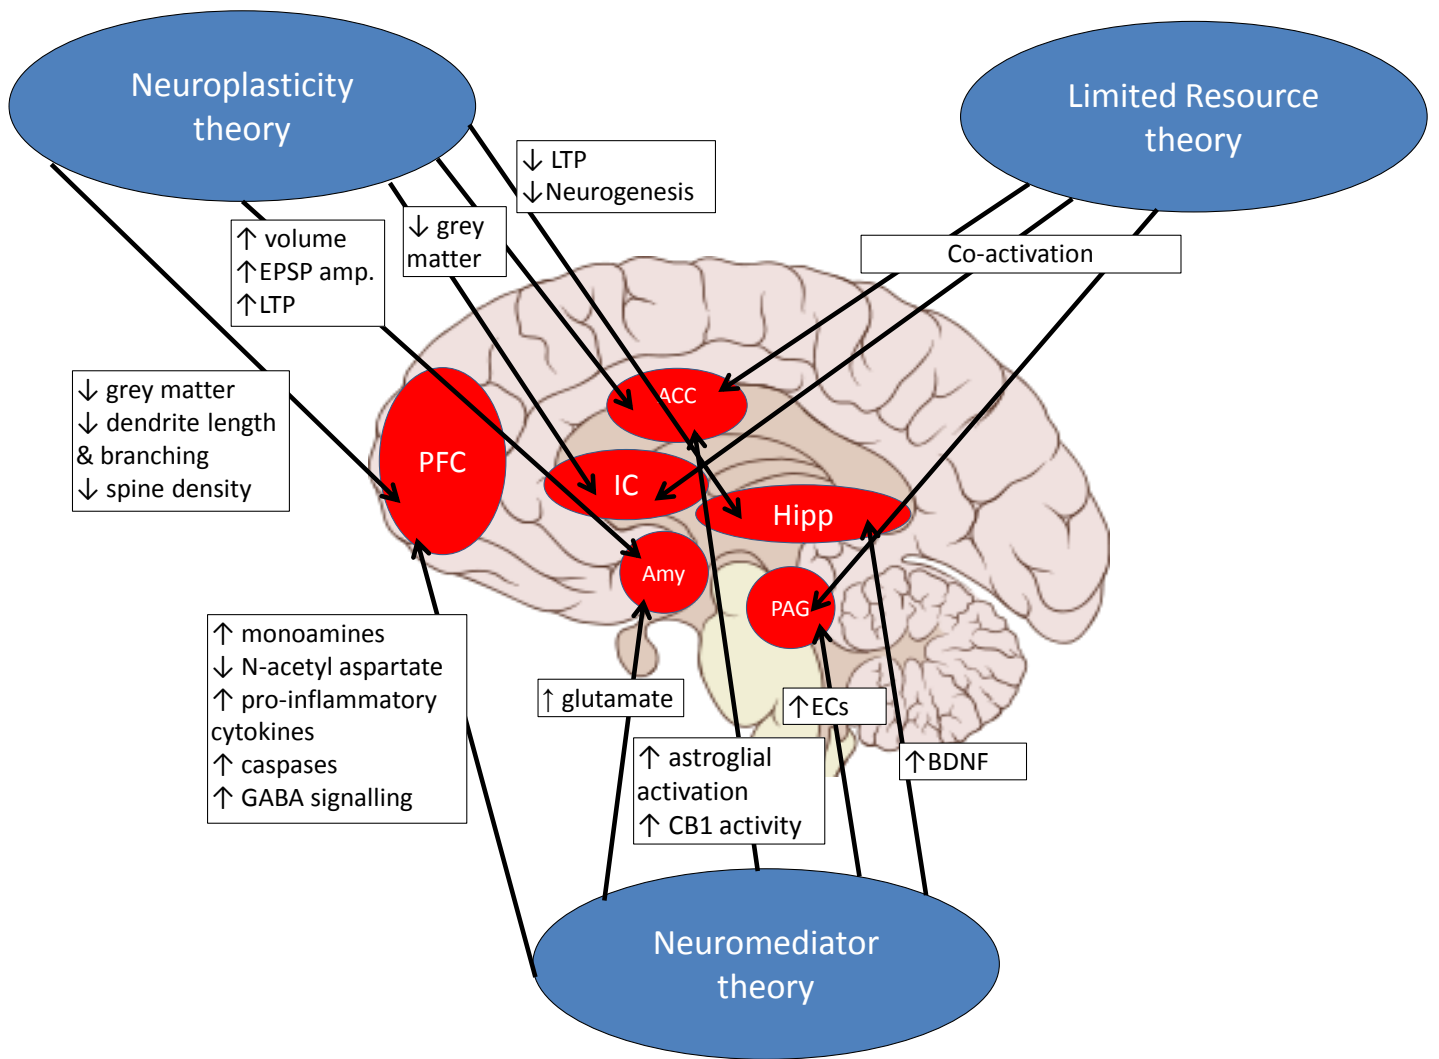 Neuroplasticity
theory
Limited Resource
theory
↓ LTP
↓Neurogenesis
↑ volume
↑EPSP amp.
↑LTP
↓ grey
matter
Co-activation
↓ grey matter
↓ dendrite length
& branching
↓ spine density
PFC
ACC
IC
Hipp
Amy
PAG
↑ monoamines
↓ N-acetyl aspartate
↑ pro-inflammatory
cytokines
↑ caspases
↑ GABA signalling
↑ glutamate
↑ECs
↑ astroglial
activation
↑ CB1 activity
↑BDNF
Neuromediator
theory